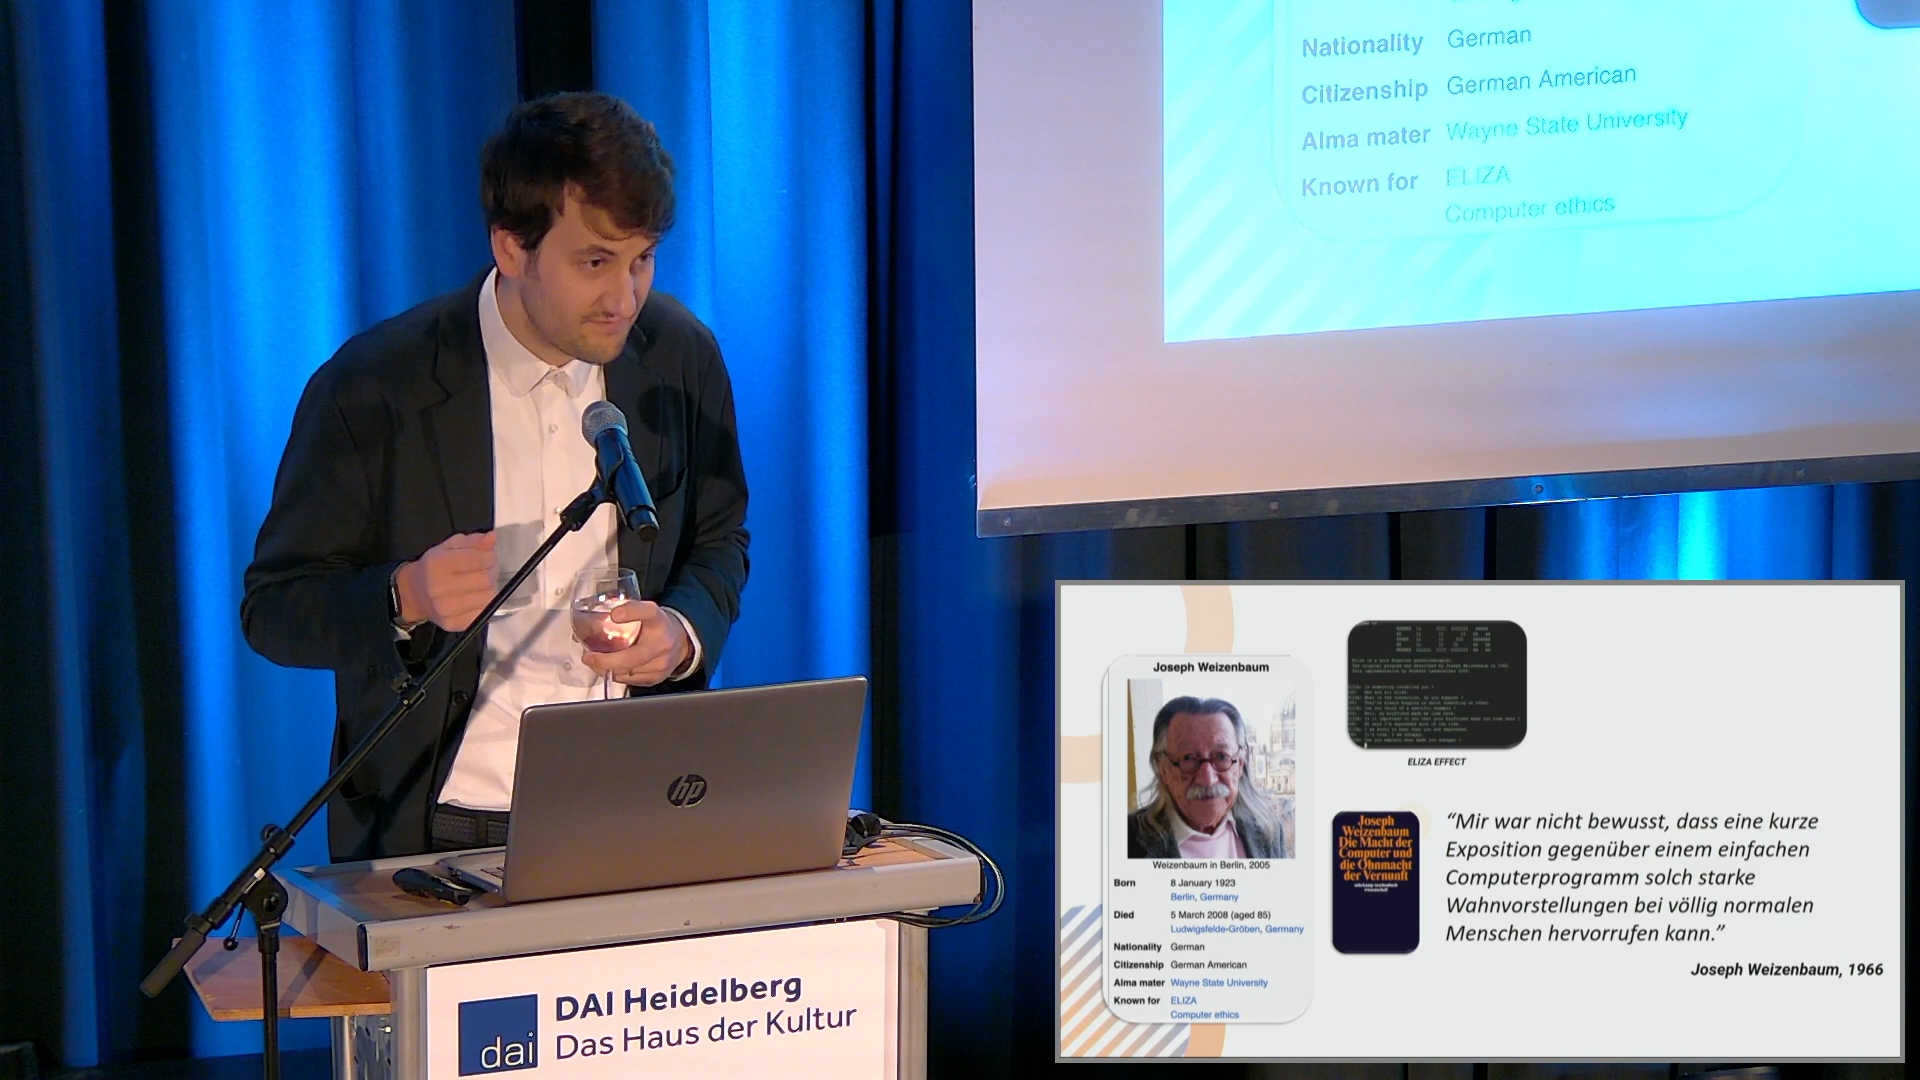 Nationality German
Citizenship German American
Alma mater Wayne State University
Known for ELIZA
Computer ethics
hp
dai
DAI Heidelberg
Das Haus der Kultur
Joseph Weizenbaum
Weizenbaum in Berlin, 2005
Born 8 January 1923
Berlin, Germany
Died 5 March 2008 (aged 85)
Ludwigsfelde-Gröben, Germany
Nationality German
Citizenship German American
Alma mater Wayne State University
Known for ELIZA
Computer ethics
ELIZA
ELIZA EFFECT
Joseph
Weizenbaum
Die Macht der
Computer und
die Ohnmacht
der Vernunft
“Mir war nicht bewusst, dass eine kurze
Exposition gegenüber einem einfachen
Computerprogramm solch starke
Wahnvorstellungen bei völlig normalen
Menschen hervorrufen kann.”
Joseph Weizenbaum, 1966